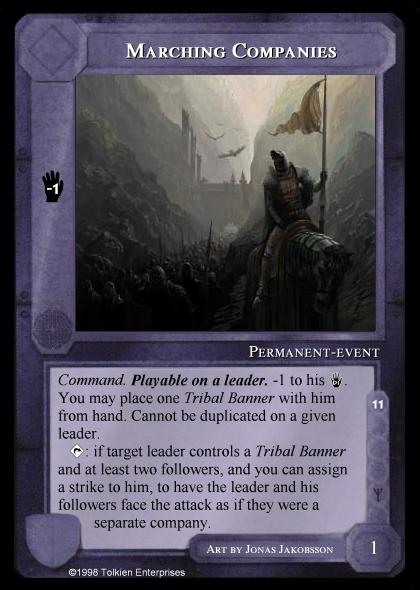 Marching Companies
-1
Permanent-event
Command. Playable on a leader. -1 to his .
You may place one Tribal Banner with him
from hand. Cannot be duplicated on a given
leader.
: if target leader controls a Tribal Banner
and at least two followers, and you can assign
a strike to him, to have the leader and his
followers face the attack as if they were a
separate company.
11
Art by Jonas Jakobsson
1
©1998 Tolkien Enterprises